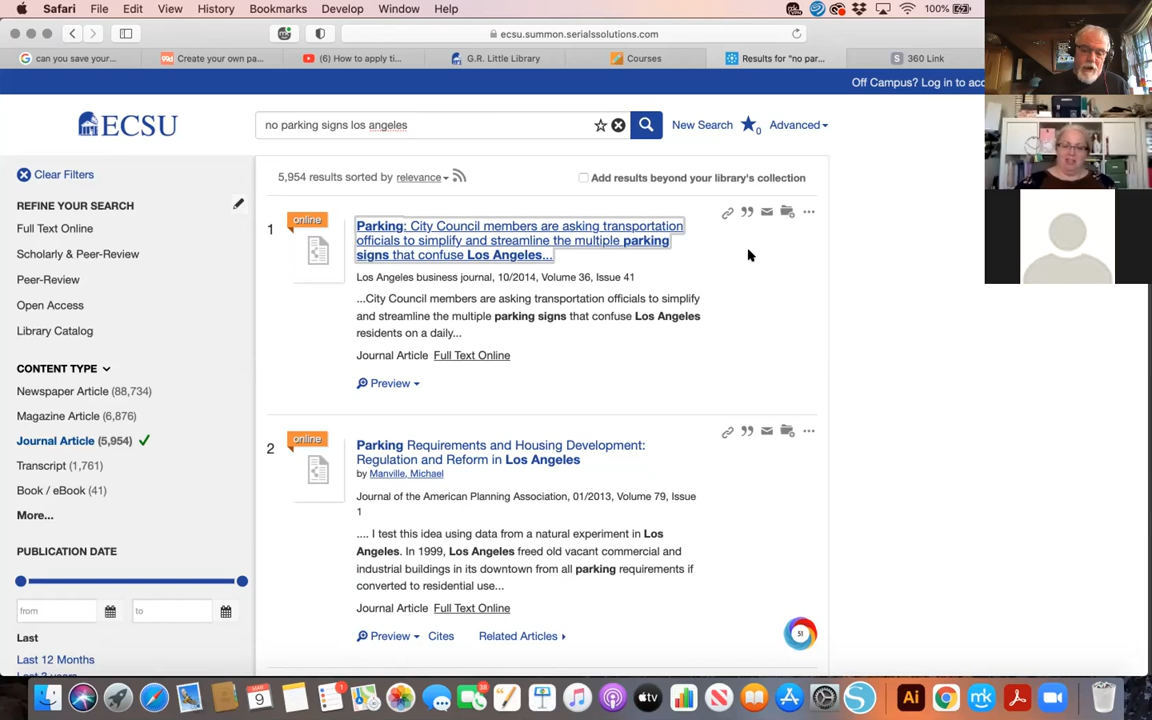 Safari File Edit View History Bookmarks Develop Window Help 100%
ecsu.summon.serialssolutions.com
can you save your... Create your own pa... (6) How to apply ti... G.R. Little Library Courses Results for "no par... 360 Link
Off Campus? Log in to acc
ECSU
no parking signs los angeles
New Search 0 Advanced
Clear Filters
5,954 results sorted by relevance
Add results beyond your library's collection
REFINE YOUR SEARCH
Full Text Online
Scholarly & Peer-Review
Peer-Review
Open Access
Library Catalog
CONTENT TYPE
Newspaper Article (88,734)
Magazine Article (6,876)
Journal Article (5,954)
Transcript (1,761)
Book / eBook (41)
More...
PUBLICATION DATE
from to
Last
Last 12 Months
Last 3 years
1 online
Parking: City Council members are asking transportation
officials to simplify and streamline the multiple parking
signs that confuse Los Angeles...
Los Angeles business journal, 10/2014, Volume 36, Issue 41
...City Council members are asking transportation officials to simplify
and streamline the multiple parking signs that confuse Los Angeles
residents on a daily...
Journal Article Full Text Online
Preview
2 online
Parking Requirements and Housing Development:
Regulation and Reform in Los Angeles
by Manville, Michael
Journal of the American Planning Association, 01/2013, Volume 79, Issue
1
.... I test this idea using data from a natural experiment in Los
Angeles. In 1999, Los Angeles freed old vacant commercial and
industrial buildings in its downtown from all parking requirements if
converted to residential use...
Journal Article Full Text Online
Preview Cites Related Articles
51
MAR
9
1
38
tv
Ai
mk